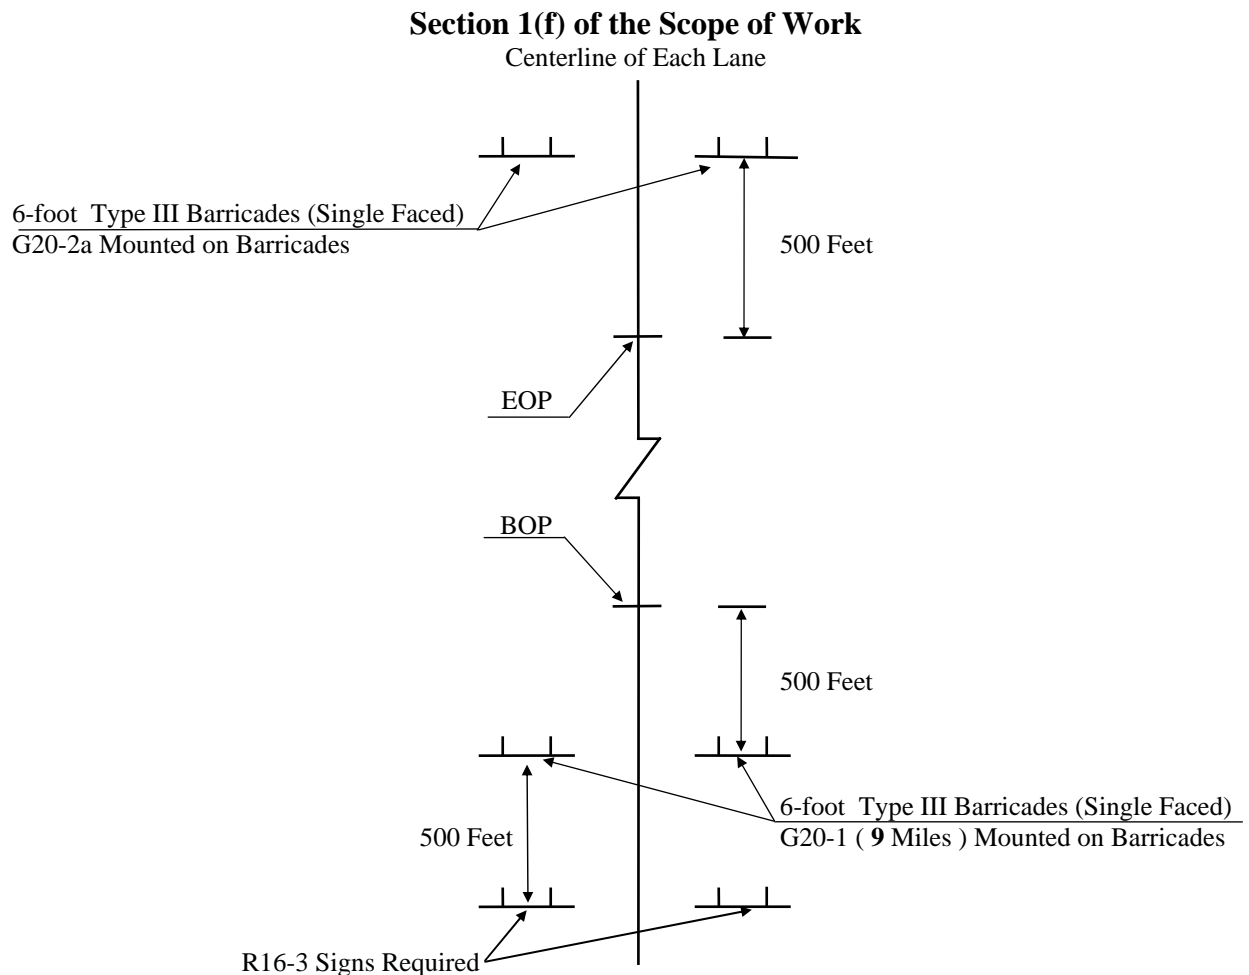 Section 1(f) of the Scope of Work
Centerline of Each Lane
6-foot  Type III Barricades (Single Faced)
G20-2a Mounted on Barricades
500 Feet
EOP
BOP
500 Feet
6-foot  Type III Barricades (Single Faced)
G20-1 ( 9 Miles ) Mounted on Barricades
500 Feet
R16-3 Signs Required